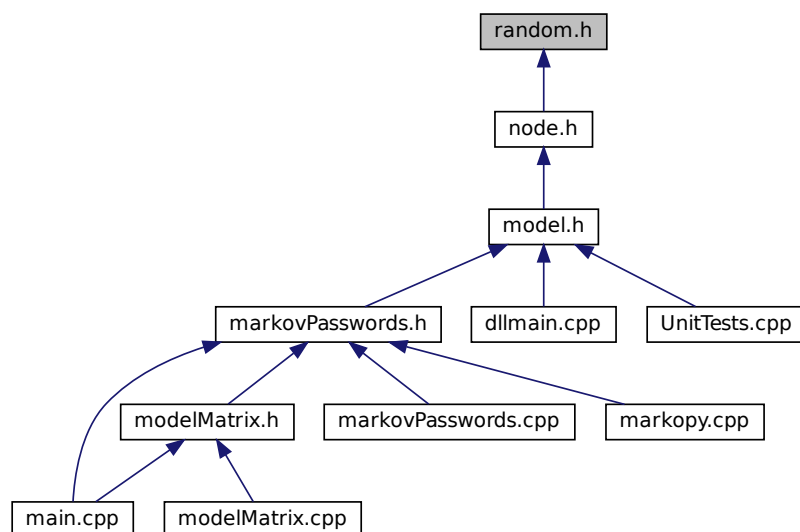 random.h
node.h
model.h
markovPasswords.h
dllmain.cpp
UnitTests.cpp
modelMatrix.h
markovPasswords.cpp
markopy.cpp
main.cpp
modelMatrix.cpp